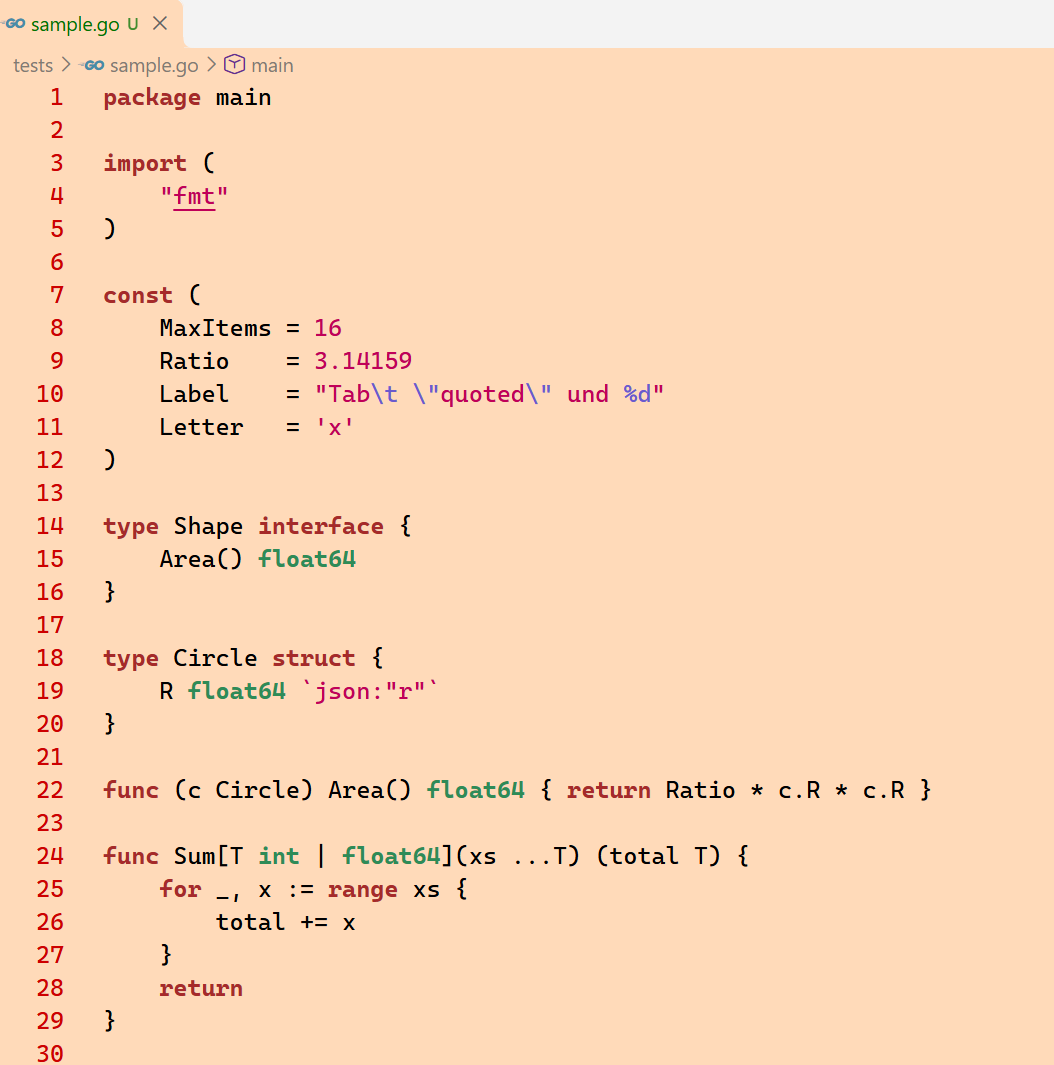 GO sample.go U
tests > GO sample.go > main
1 package main
2
3 import (
4     "fmt"
5 )
6
7 const (
8     MaxItems = 16
9     Ratio    = 3.14159
10     Label    = "Tab\t \"quoted\" und %d"
11     Letter   = 'x'
12 )
13
14 type Shape interface {
15     Area() float64
16 }
17
18 type Circle struct {
19     R float64 `json:"r"`
20 }
21
22 func (c Circle) Area() float64 { return Ratio * c.R * c.R }
23
24 func Sum[T int | float64](xs ...T) (total T) {
25     for _, x := range xs {
26         total += x
27     }
28     return
29 }
30